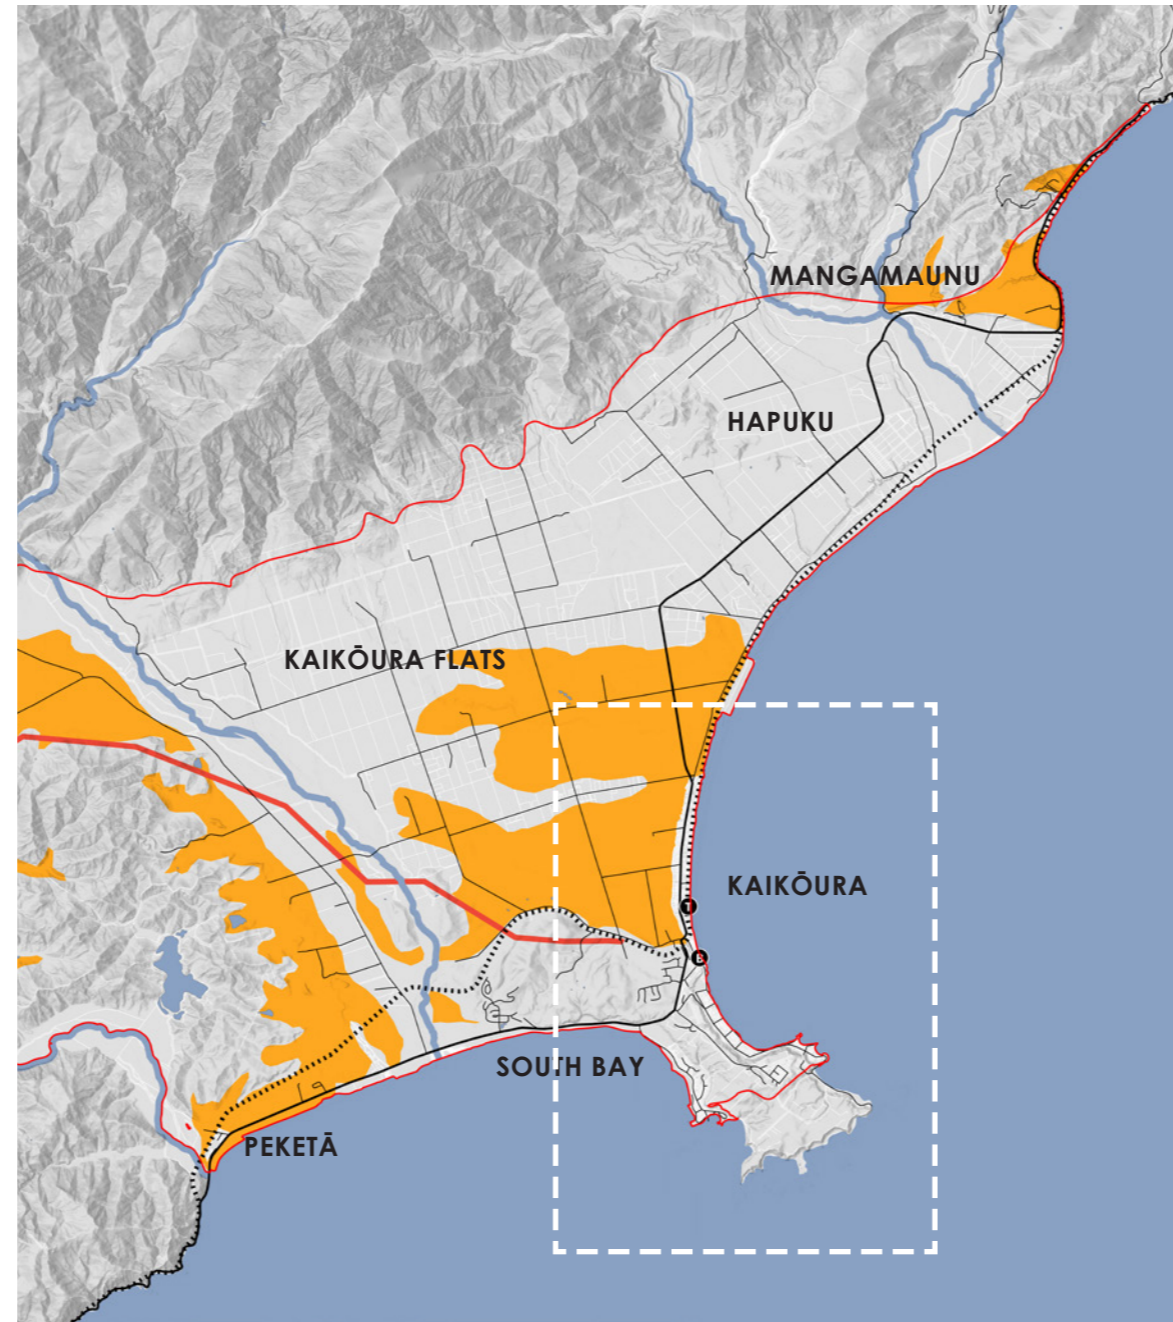 MANGAMAUNU
HAPUKU
KAIKŌURA FLATS
KAIKŌURA
T
B
SOUTH BAY
PEKETĀ